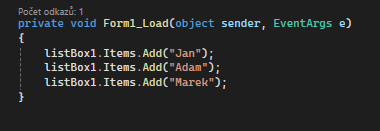 Počet odkazů: 1
private void Form1_Load(object sender, EventArgs e)
{
listBox1.Items.Add("Jan");
listBox1.Items.Add("Adam");
listBox1.Items.Add("Marek");
}